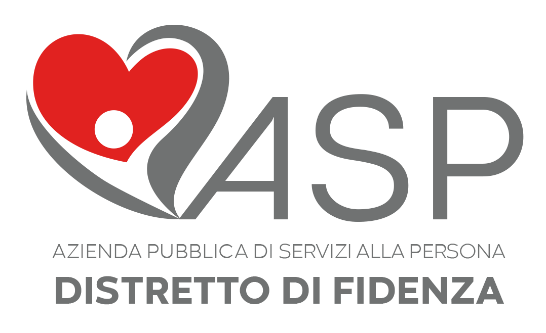 ASP
AZIENDA PUBBLICA DI SERVIZI ALLA PERSONA
DISTRETTO DI FIDENZA